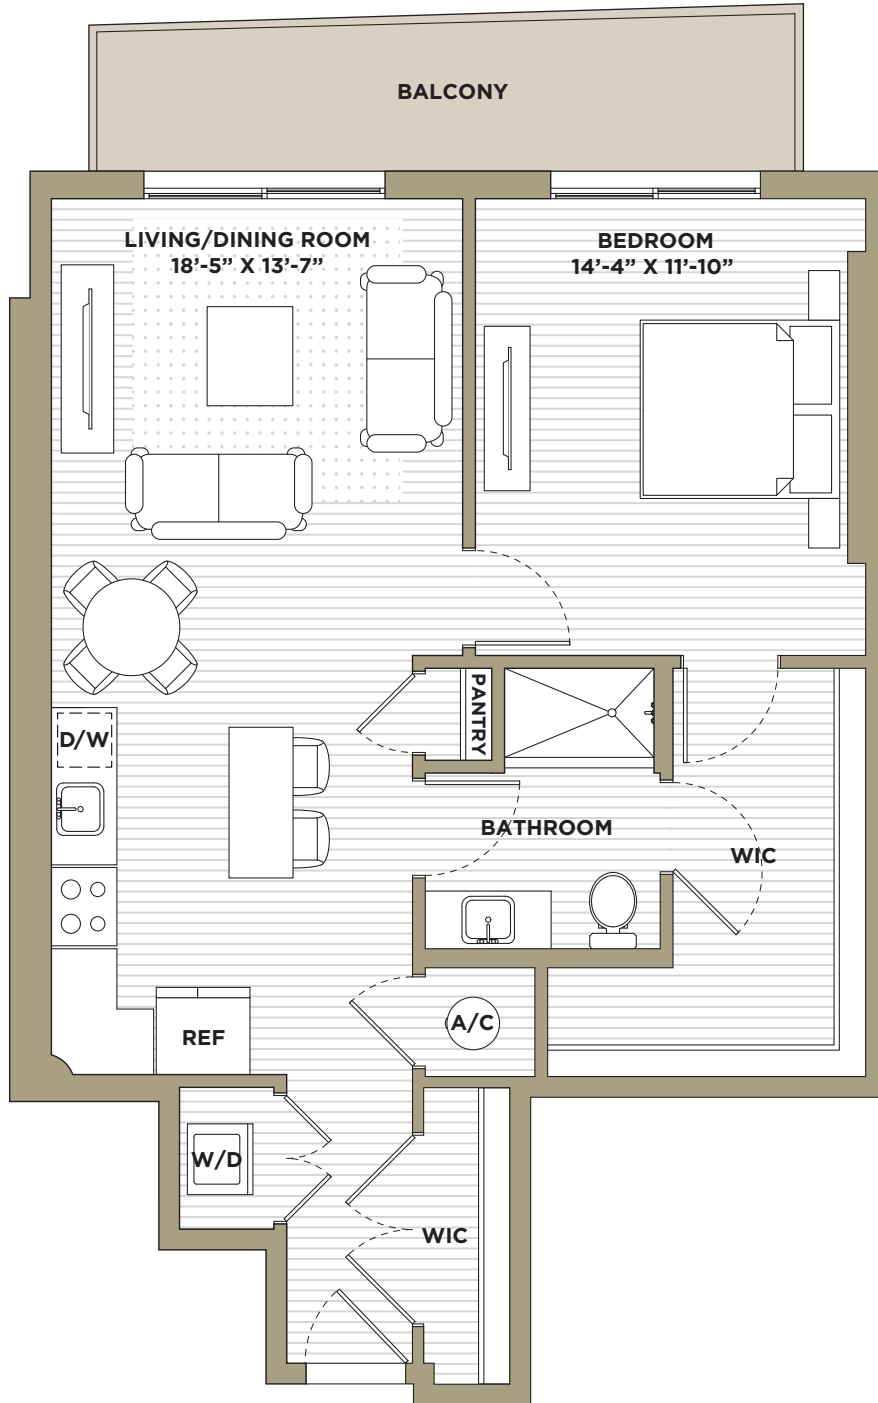 BALCONY
LIVING/DINING ROOM
18’-5” X 13’-7”
BEDROOM
14’-4” X 11’-10”
PANTRY
D/W
BATHROOM
WIC
A/C
REF
W/D
WIC